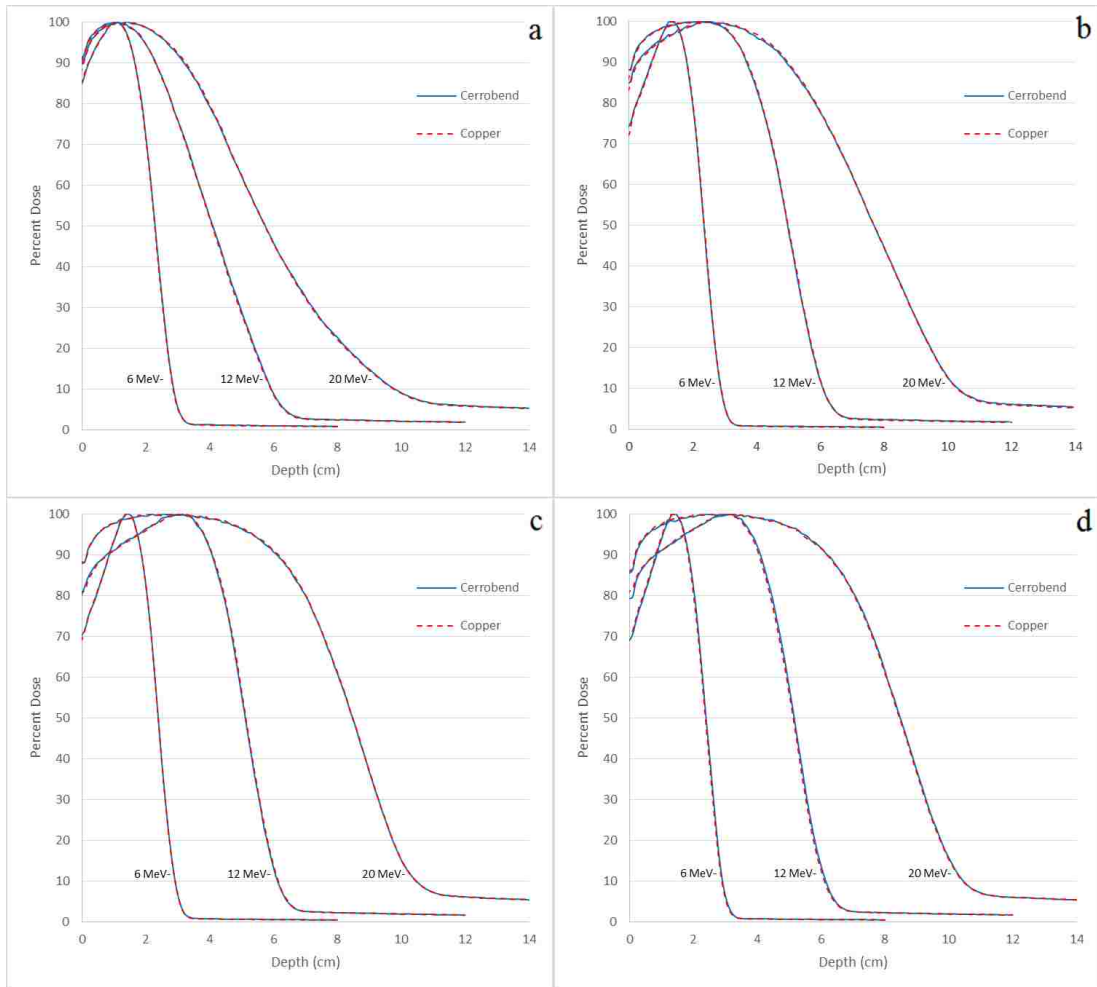 a
100
90
80
70
60
50
40
30
20
10
0
Percent Dose
Cerrobend
Copper
6 MeV-
12 MeV-
20 MeV-
0 2 4 6 8 10 12 14
Depth (cm)
b
100
90
80
70
60
50
40
30
20
10
0
Percent Dose
Cerrobend
Copper
6 MeV-
12 MeV-
20 MeV-
0 2 4 6 8 10 12 14
Depth (cm)
c
100
90
80
70
60
50
40
30
20
10
0
Percent Dose
Cerrobend
Copper
6 MeV-
12 MeV-
20 MeV-
0 2 4 6 8 10 12 14
Depth (cm)
d
100
90
80
70
60
50
40
30
20
10
0
Percent Dose
Cerrobend
Copper
6 MeV-
12 MeV-
20 MeV-
0 2 4 6 8 10 12 14
Depth (cm)